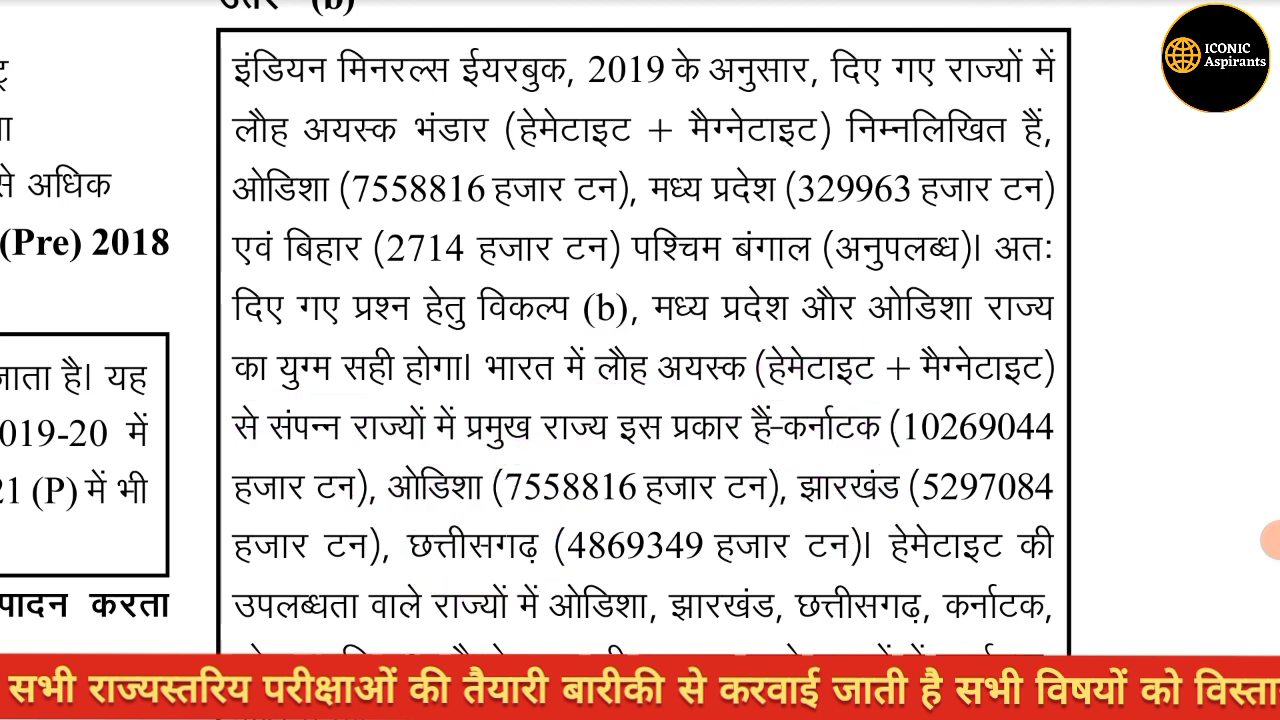 उत्तर—(b)
इंडियन मिनरल्स ईयरबुक, 2019 के अनुसार, दिए गए राज्यों में
लौह अयस्क भंडार (हेमेटाइट + मैग्नेटाइट) निम्नलिखित हैं,
ओडिशा (7558816 हजार टन), मध्य प्रदेश (329963 हजार टन)
एवं बिहार (2714 हजार टन) पश्चिम बंगाल (अनुपलब्ध)। अतः
दिए गए प्रश्न हेतु विकल्प (b), मध्य प्रदेश और ओडिशा राज्य
का युग्म सही होगा। भारत में लौह अयस्क (हेमेटाइट + मैग्नेटाइट)
से संपन्न राज्यों में प्रमुख राज्य इस प्रकार हैं-कर्नाटक (10269044
हजार टन), ओडिशा (7558816 हजार टन), झारखंड (5297084
हजार टन), छत्तीसगढ़ (4869349 हजार टन)। हेमेटाइट की
उपलब्धता वाले राज्यों में ओडिशा, झारखंड, छत्तीसगढ़, कर्नाटक,
से अधिक
(Pre) 2018
जाता है। यह
019-20 में
21 (P) में भी
पादन करता
ICONIC
Aspirants
सभी राज्यस्तरिय परीक्षाओं की तैयारी बारीकी से करवाई जाती है सभी विषयों को विस्ता